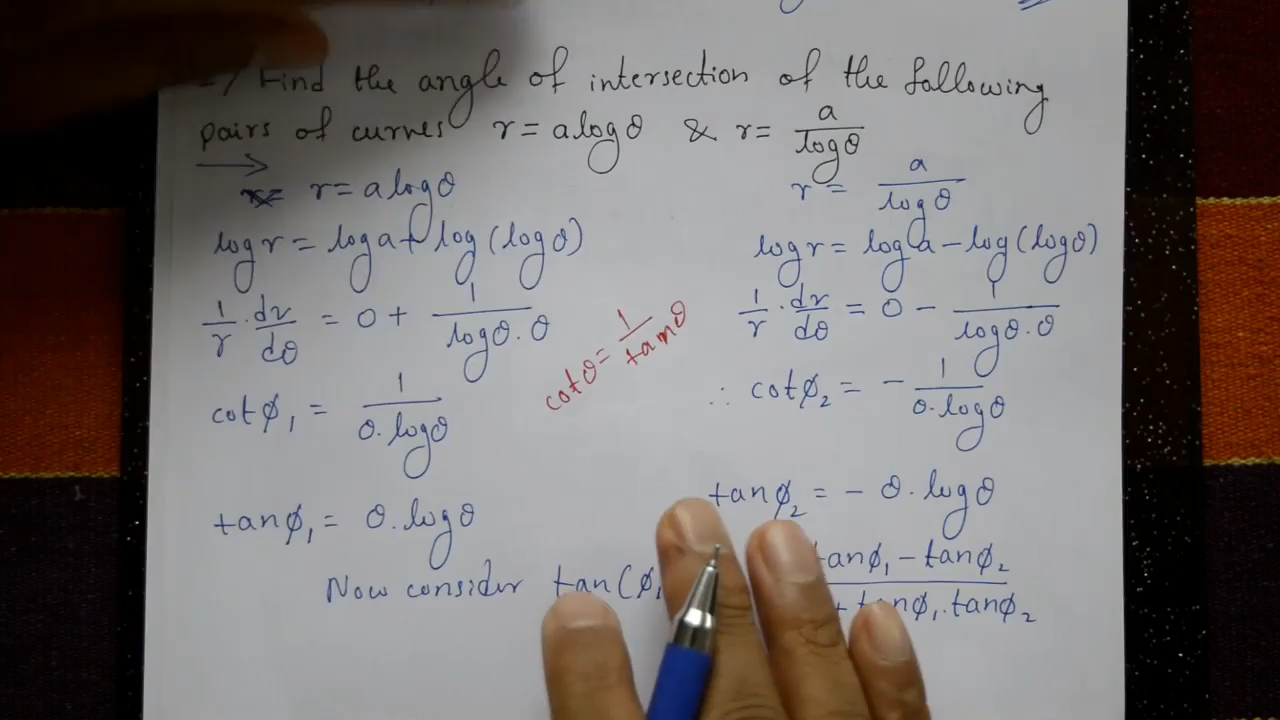 Find the angle of intersection of the following
pairs of curves r = a log θ & r = a / log θ
r = a log θ
log r = log a + log (log θ)
1/r · dr/dθ = 0 + 1 / log θ · θ
cot φ₁ = 1 / θ · log θ
tan φ₁ = θ · log θ
cot θ = 1 / tan θ
r = a / log θ
log r = log a − log (log θ)
1/r · dr/dθ = 0 − 1 / log θ · θ
∴ cot φ₂ = − 1 / θ · log θ
tan φ₂ = − θ · log θ
Now consider tan (φ₁ tan φ₁ − tan φ₂ / + tan φ₁ · tan φ₂